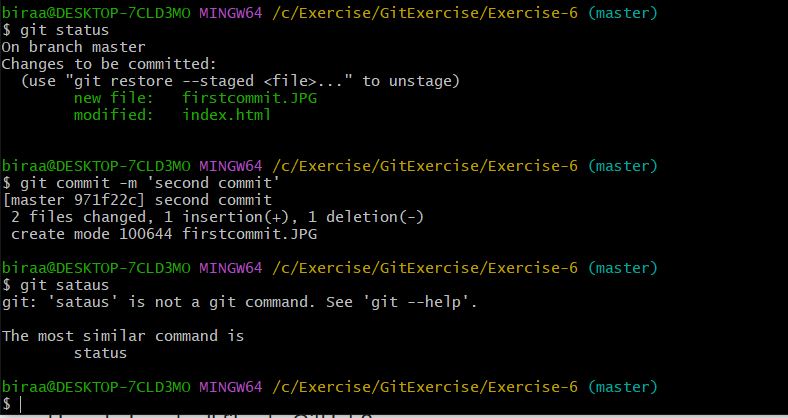 biraa@DESKTOP-7CLD3MO MINGW64 /c/Exercise/GitExercise/Exercise-6 (master)
$ git status
On branch master
Changes to be committed:
  (use "git restore --staged <file>..." to unstage)
        new file:   firstcommit.JPG
        modified:   index.html

biraa@DESKTOP-7CLD3MO MINGW64 /c/Exercise/GitExercise/Exercise-6 (master)
$ git commit -m 'second commit'
[master 971f22c] second commit
 2 files changed, 1 insertion(+), 1 deletion(-)
 create mode 100644 firstcommit.JPG

biraa@DESKTOP-7CLD3MO MINGW64 /c/Exercise/GitExercise/Exercise-6 (master)
$ git sataus
git: 'sataus' is not a git command. See 'git --help'.

The most similar command is
        status

biraa@DESKTOP-7CLD3MO MINGW64 /c/Exercise/GitExercise/Exercise-6 (master)
$